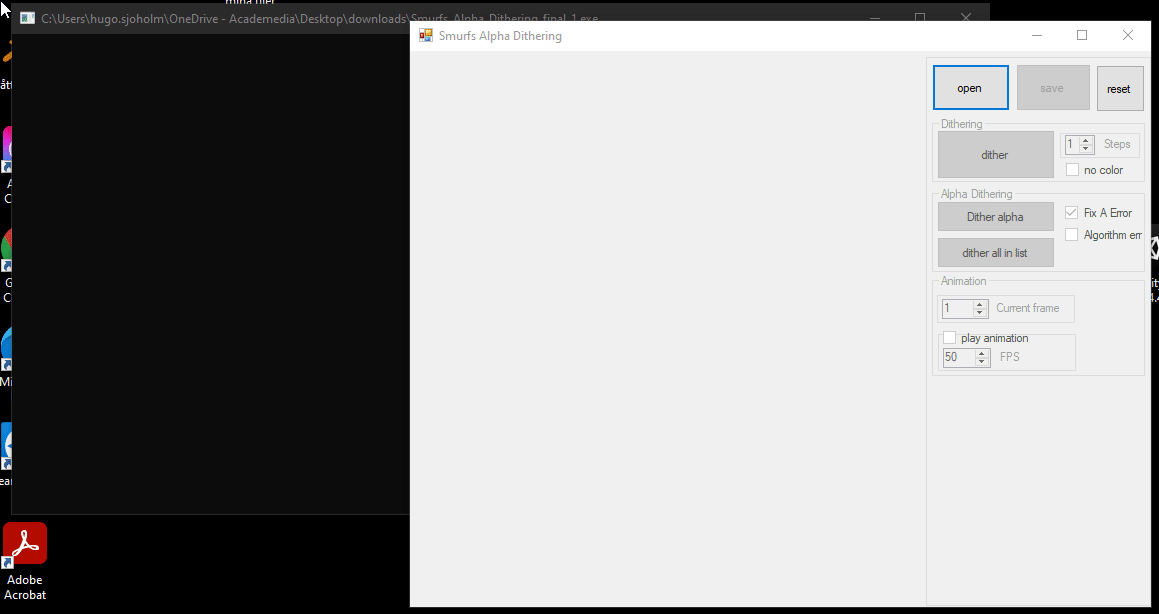 mina filer
C:\Users\hugo.sjoholm\OneDrive - Academedia\Desktop\downloads\Smurfs_Alpha_Dithering_final_1.exe
Smurfs Alpha Dithering
open
save
reset
Dithering
dither
1
Steps
no color
Alpha Dithering
Dither alpha
Fix A Error
Algorithm err
dither all in list
Animation
1
Current frame
play animation
50
FPS
Adobe
Acrobat